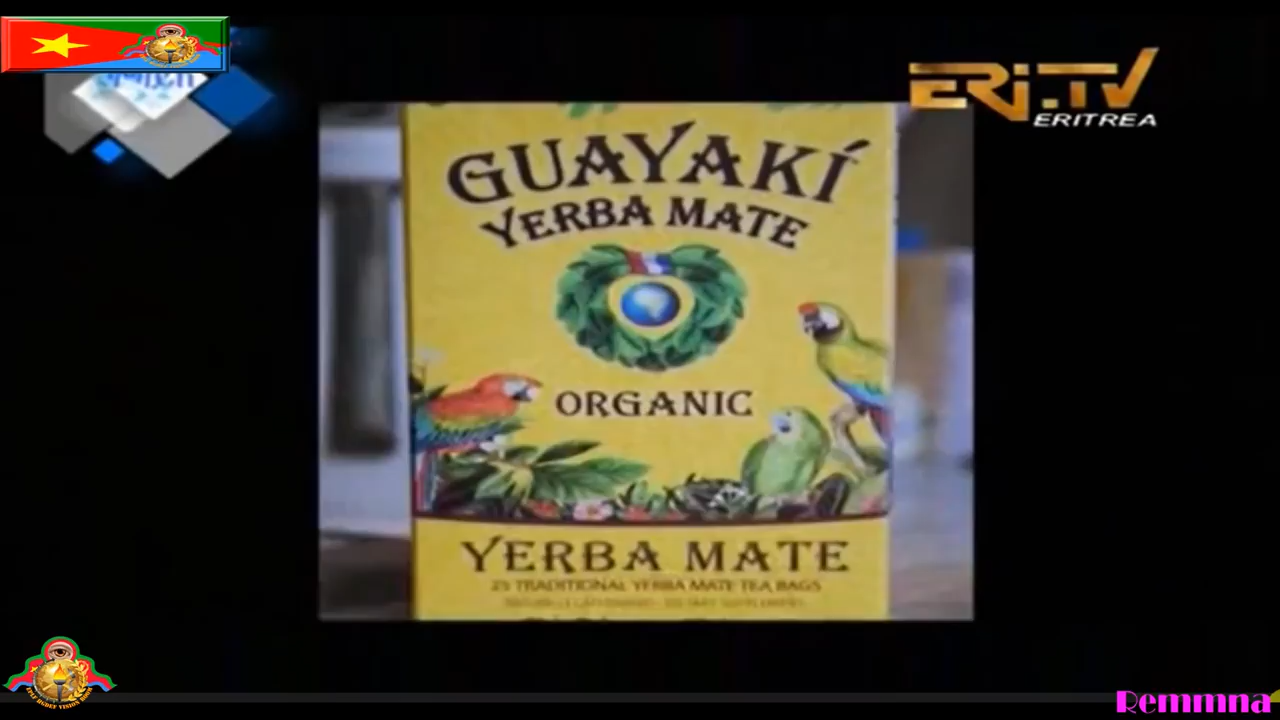 ERi.TV
ERITREA
GUAYAKÍ
YERBA MATE
ORGANIC
YERBA MATE
25 TRADITIONAL YERBA MATE TEA BAGS
Remmna